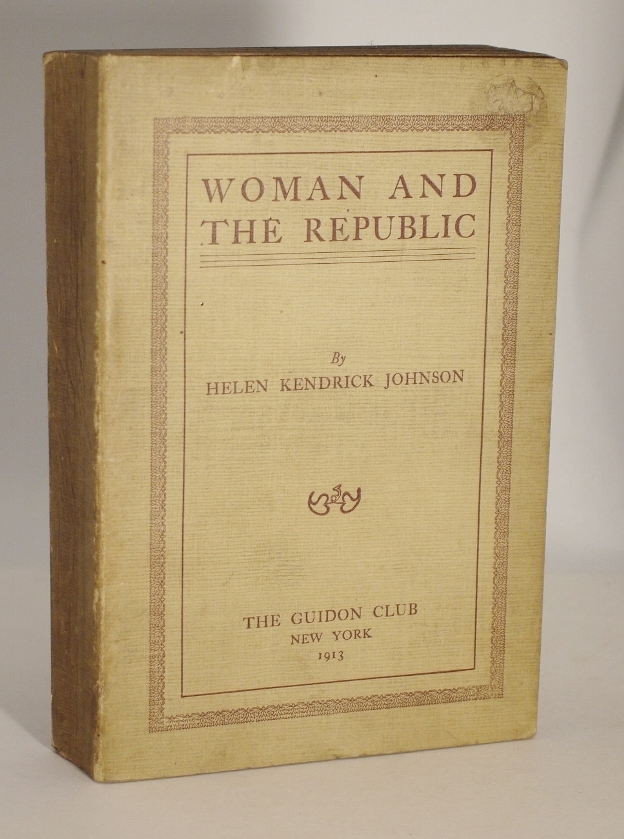 WOMAN AND
THE REPUBLIC
By
HELEN KENDRICK JOHNSON
THE GUIDON CLUB
NEW YORK
1913